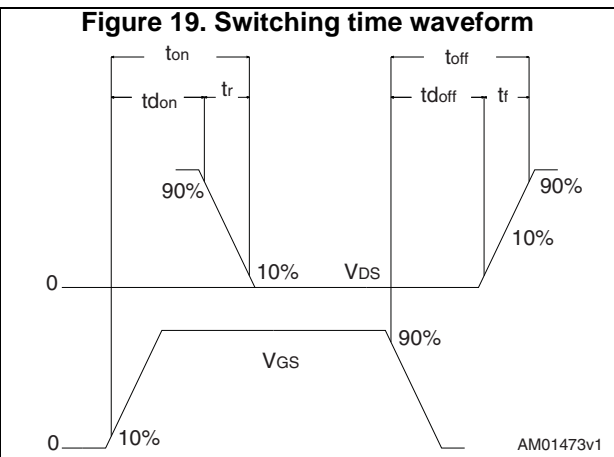 Figure 19. Switching time waveform
ton
toff
tdon
tr
tdoff
tf
90%
90%
10%
0
10%
VDS
90%
VGS
0
10%
AM01473v1